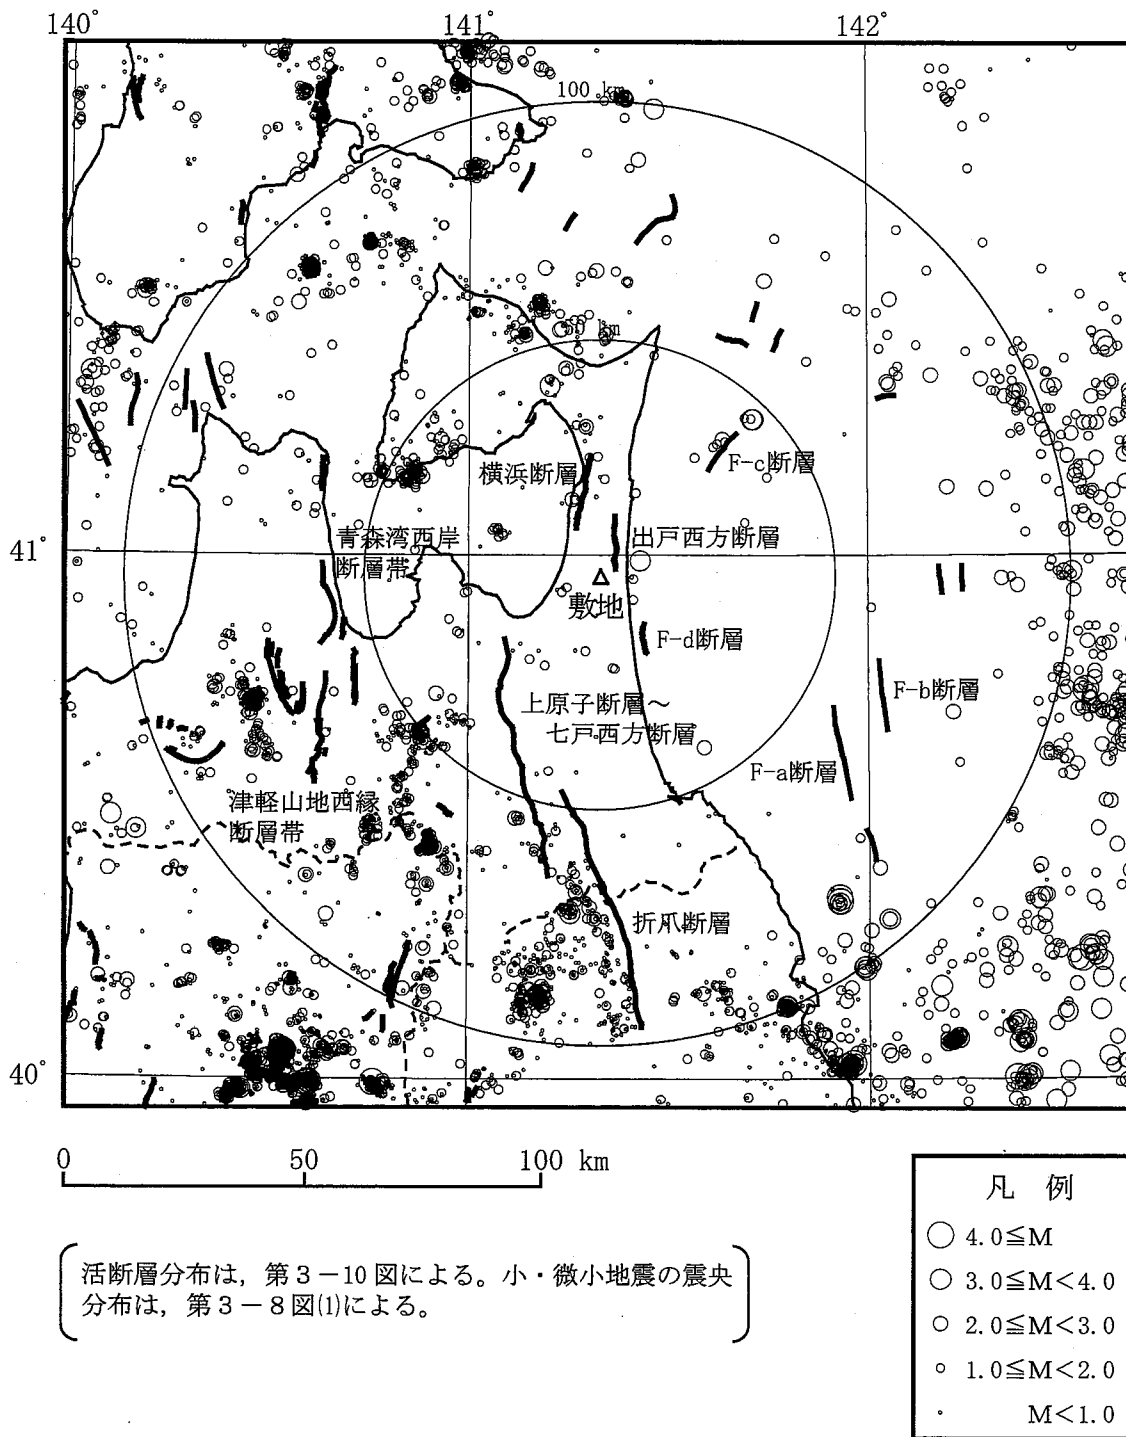 140°
141°
142°
100 km
50 km
横浜断層
F-c断層
青森湾西岸
断層帯
41°
出戸西方断層
敷地
F-d断層
上原子断層～
七戸西方断層
F-b断層
F-a断層
津軽山地西縁
断層帯
折爪断層
40°
0 50 100 km
凡 例
4.0≦M
3.0≦M<4.0
2.0≦M<3.0
1.0≦M<2.0
M<1.0
活断層分布は，第３－10 図による。小・微小地震の震央
分布は，第３－８図⑴による。